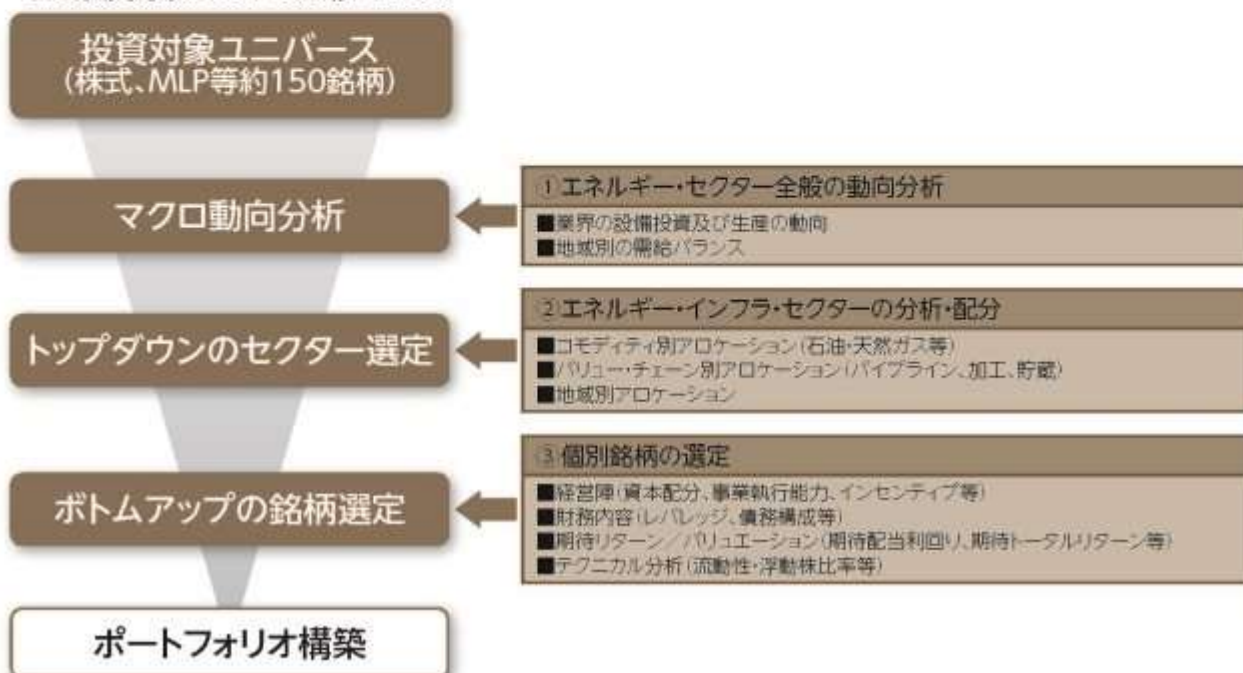 投資対象ユニバース
(株式、MLP等約150銘柄)
マクロ動向分析
①エネルギー・セクター全般の動向分析
■業界の設備投資及び生産の動向
■地域別の需給バランス
トップダウンのセクター選定
②エネルギー・インフラ・セクターの分析・配分
■コモディティ別アロケーション(石油・天然ガス等)
■バリュー・チェーン別アロケーション(パイプライン、加工、貯蔵)
■地域別アロケーション
ボトムアップの銘柄選定
③個別銘柄の選定
■経営陣(資本配分、事業執行能力、インセンティブ等)
■財務内容(レバレッジ、債務構成等)
■期待リターン/バリュエーション(期待配当利回り、期待トータルリターン等)
■テクニカル分析(流動性・浮動株比率等)
ポートフォリオ構築